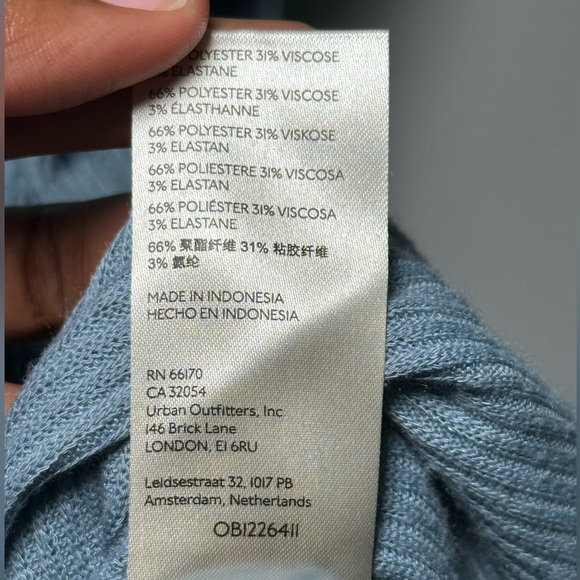 POLYESTER 31% VISCOSE
ELASTANE
66% POLYESTER 31% VISCOSE
3% ÉLASTHANNE
66% POLYESTER 31% VISKOSE
3% ELASTAN
66% POLIESTERE 31% VISCOSA
3% ELASTAN
66% POLIÉSTER 31% VISCOSA
3% ELASTANE
66% 聚酯纤维 31% 粘胶纤维
3% 氨纶
MADE IN INDONESIA
HECHO EN INDONESIA
RN 66170
CA 32054
Urban Outfitters, Inc.
146 Brick Lane
LONDON, E1 6RU
Leidsestraat 32, 1017 PB
Amsterdam, Netherlands
OB1226411